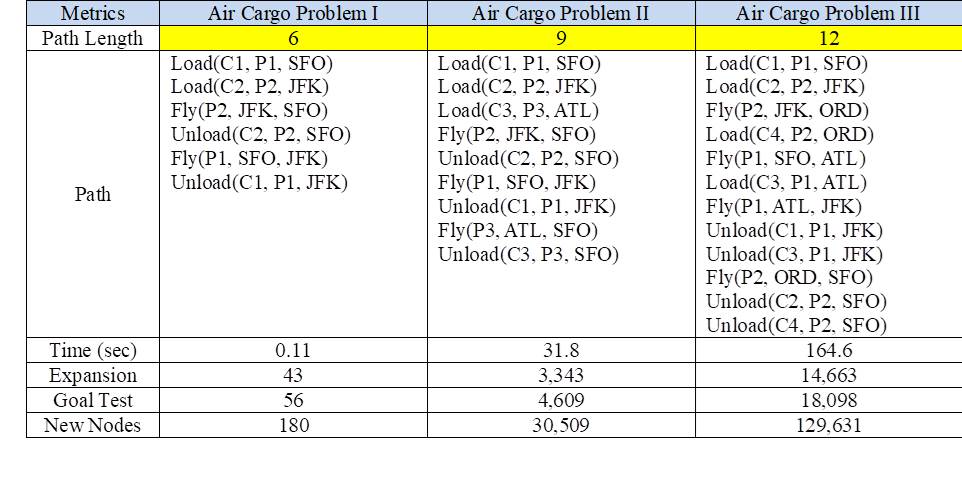 Metrics Air Cargo Problem I Air Cargo Problem II Air Cargo Problem III
Path Length 6 9 12
Path
Load(C1, P1, SFO)
Load(C2, P2, JFK)
Fly(P2, JFK, SFO)
Unload(C2, P2, SFO)
Fly(P1, SFO, JFK)
Unload(C1, P1, JFK)
Load(C1, P1, SFO)
Load(C2, P2, JFK)
Load(C3, P3, ATL)
Fly(P2, JFK, SFO)
Unload(C2, P2, SFO)
Fly(P1, SFO, JFK)
Unload(C1, P1, JFK)
Fly(P3, ATL, SFO)
Unload(C3, P3, SFO)
Load(C1, P1, SFO)
Load(C2, P2, JFK)
Fly(P2, JFK, ORD)
Load(C4, P2, ORD)
Fly(P1, SFO, ATL)
Load(C3, P1, ATL)
Fly(P1, ATL, JFK)
Unload(C1, P1, JFK)
Unload(C3, P1, JFK)
Fly(P2, ORD, SFO)
Unload(C2, P2, SFO)
Unload(C4, P2, SFO)
Time (sec) 0.11 31.8 164.6
Expansion 43 3,343 14,663
Goal Test 56 4,609 18,098
New Nodes 180 30,509 129,631